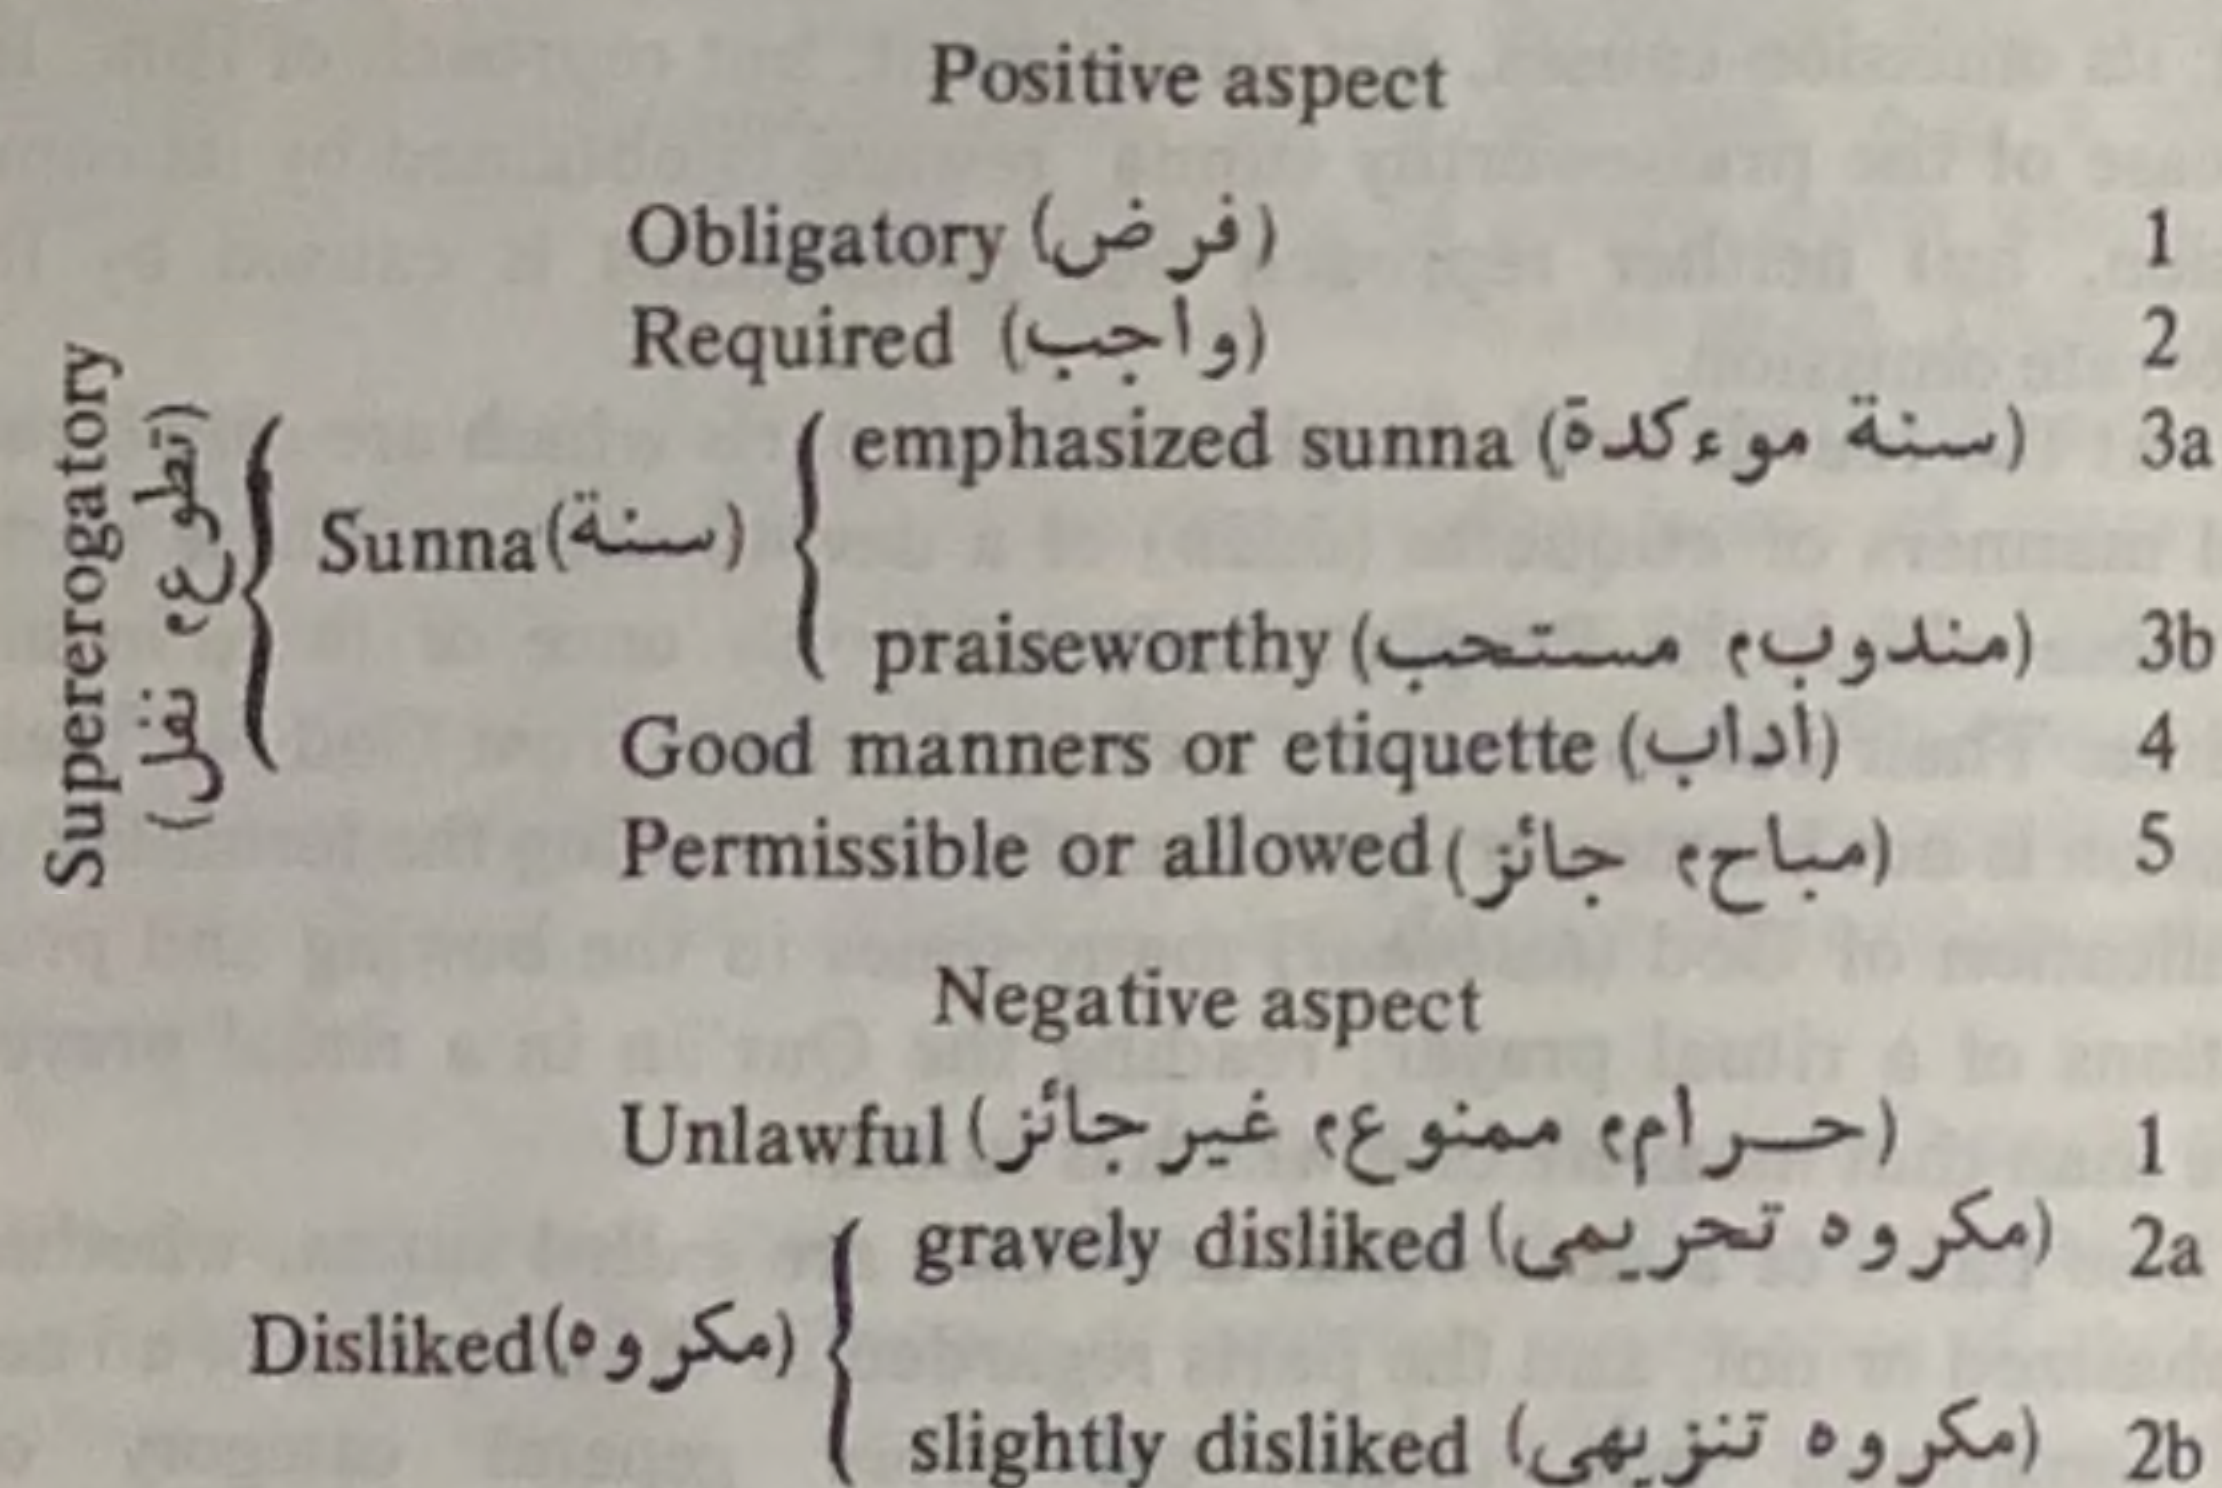 Positive aspect
Obligatory (فرض) 1
Required (واجب) 2
Supererogatory
(تطوع، نفل)
emphasized sunna (سنة موءكدة) 3a
Sunna (سنة)
praiseworthy (مندوب، مستحب) 3b
Good manners or etiquette (أداب) 4
Permissible or allowed (مباح، جائز) 5
Negative aspect
Unlawful (حرام، ممنوع، غير جائز) 1
gravely disliked (مكروه تحريمى) 2a
Disliked (مكروه)
slightly disliked (مكروه تنزيهى) 2b